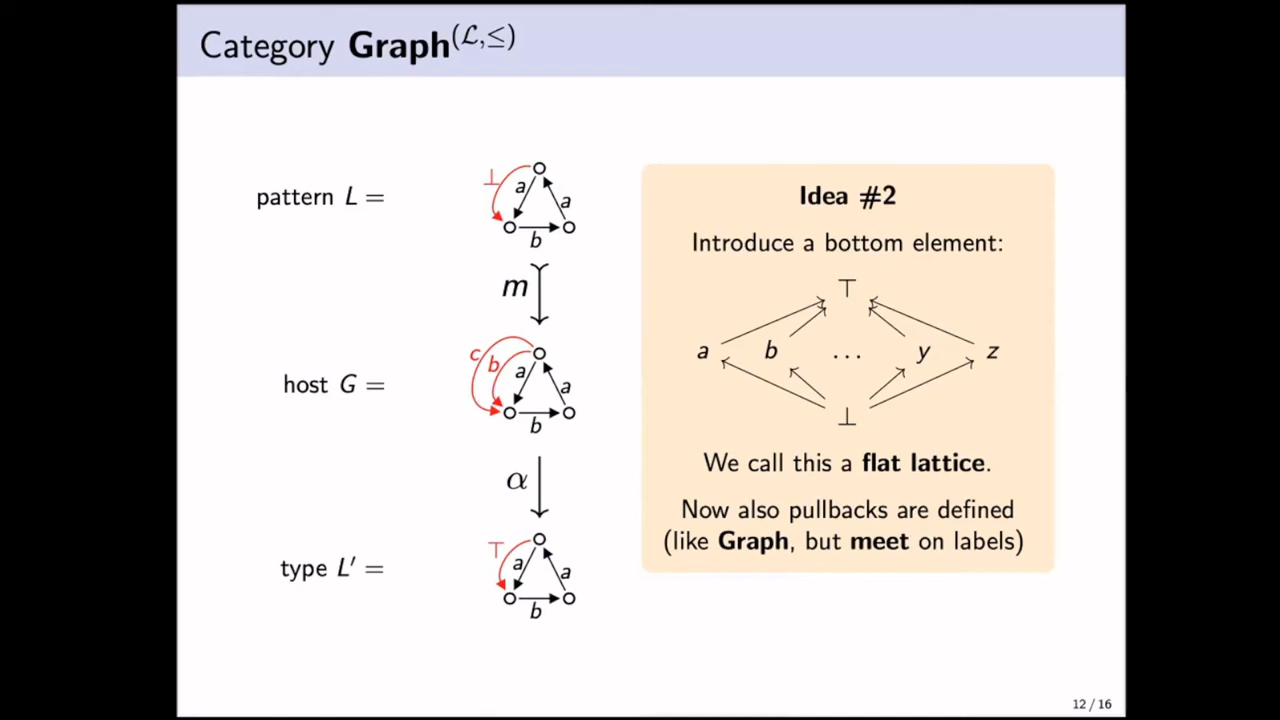 Category Graph(ℒ,≤)
pattern L =
⊥
a
a
b
m
host G =
c
b
a
a
b
α
type L′ =
⊤
a
a
b
Idea #2
Introduce a bottom element:
⊤
a b ... y z
⊥
We call this a flat lattice.
Now also pullbacks are defined
(like Graph, but meet on labels)
12 / 16